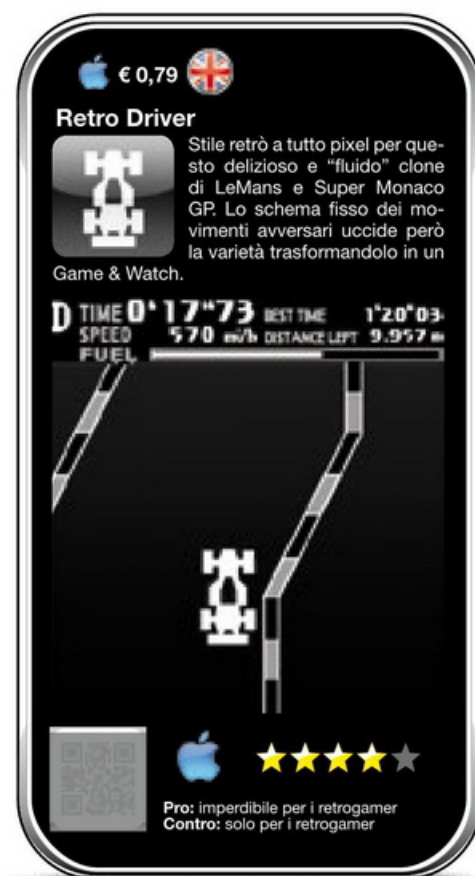 € 0,79
Retro Driver
Stile retrò a tutto pixel per que-
sto delizioso e “fluido” clone
di LeMans e Super Monaco
GP. Lo schema fisso dei mo-
vimenti avversari uccide però
la varietà trasformandolo in un
Game & Watch.
D TIME 0' 17"73 BEST TIME 1'20"03
SPEED 570 mi/h DISTANCE LEFT 9.957 m
FUEL
Pro: imperdibile per i retrogamer
Contro: solo per i retrogamer